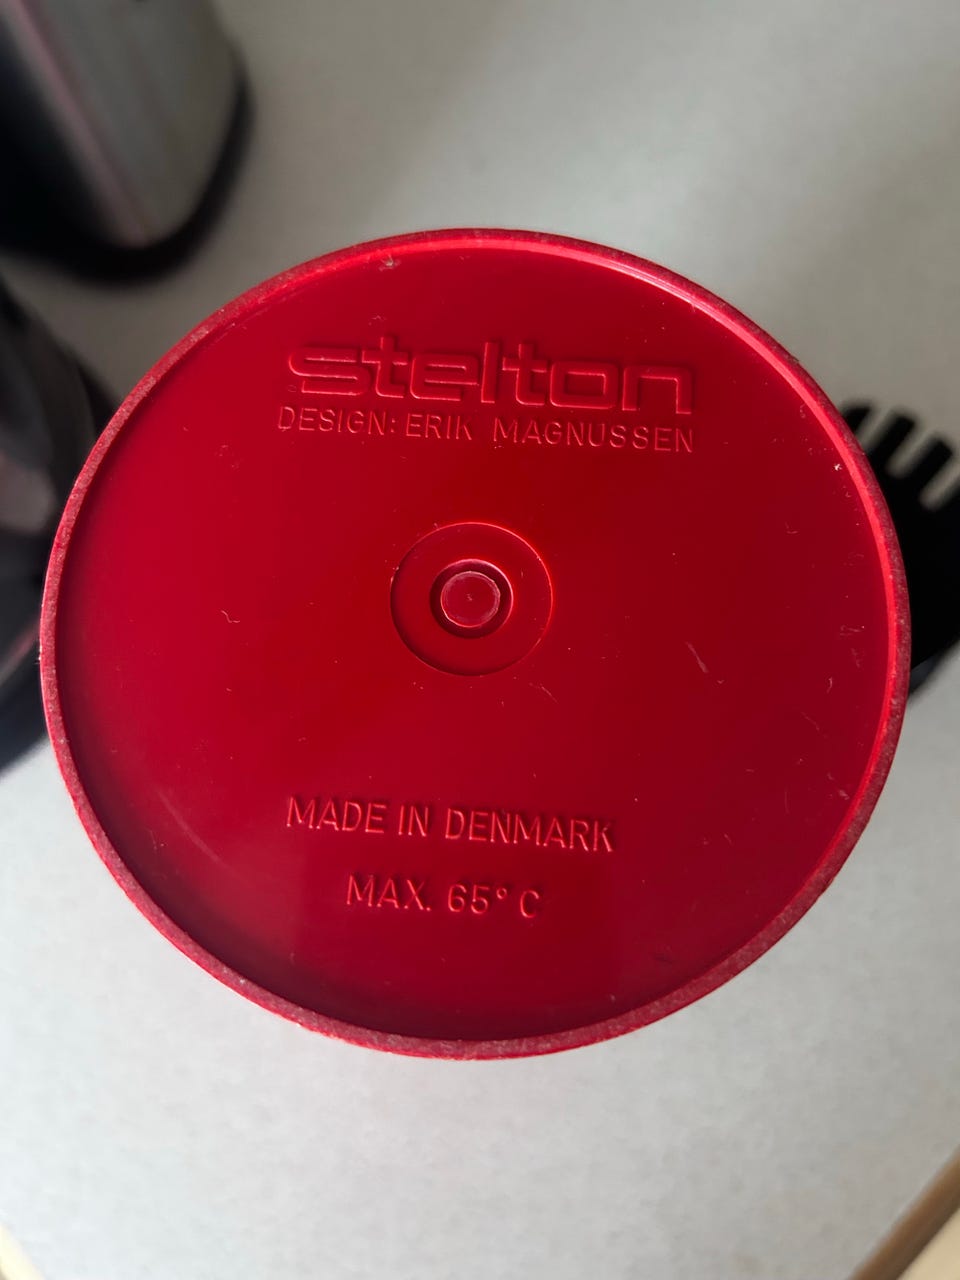 stelton
DESIGN: ERIK MAGNUSSEN
MADE IN DENMARK
MAX. 65° C